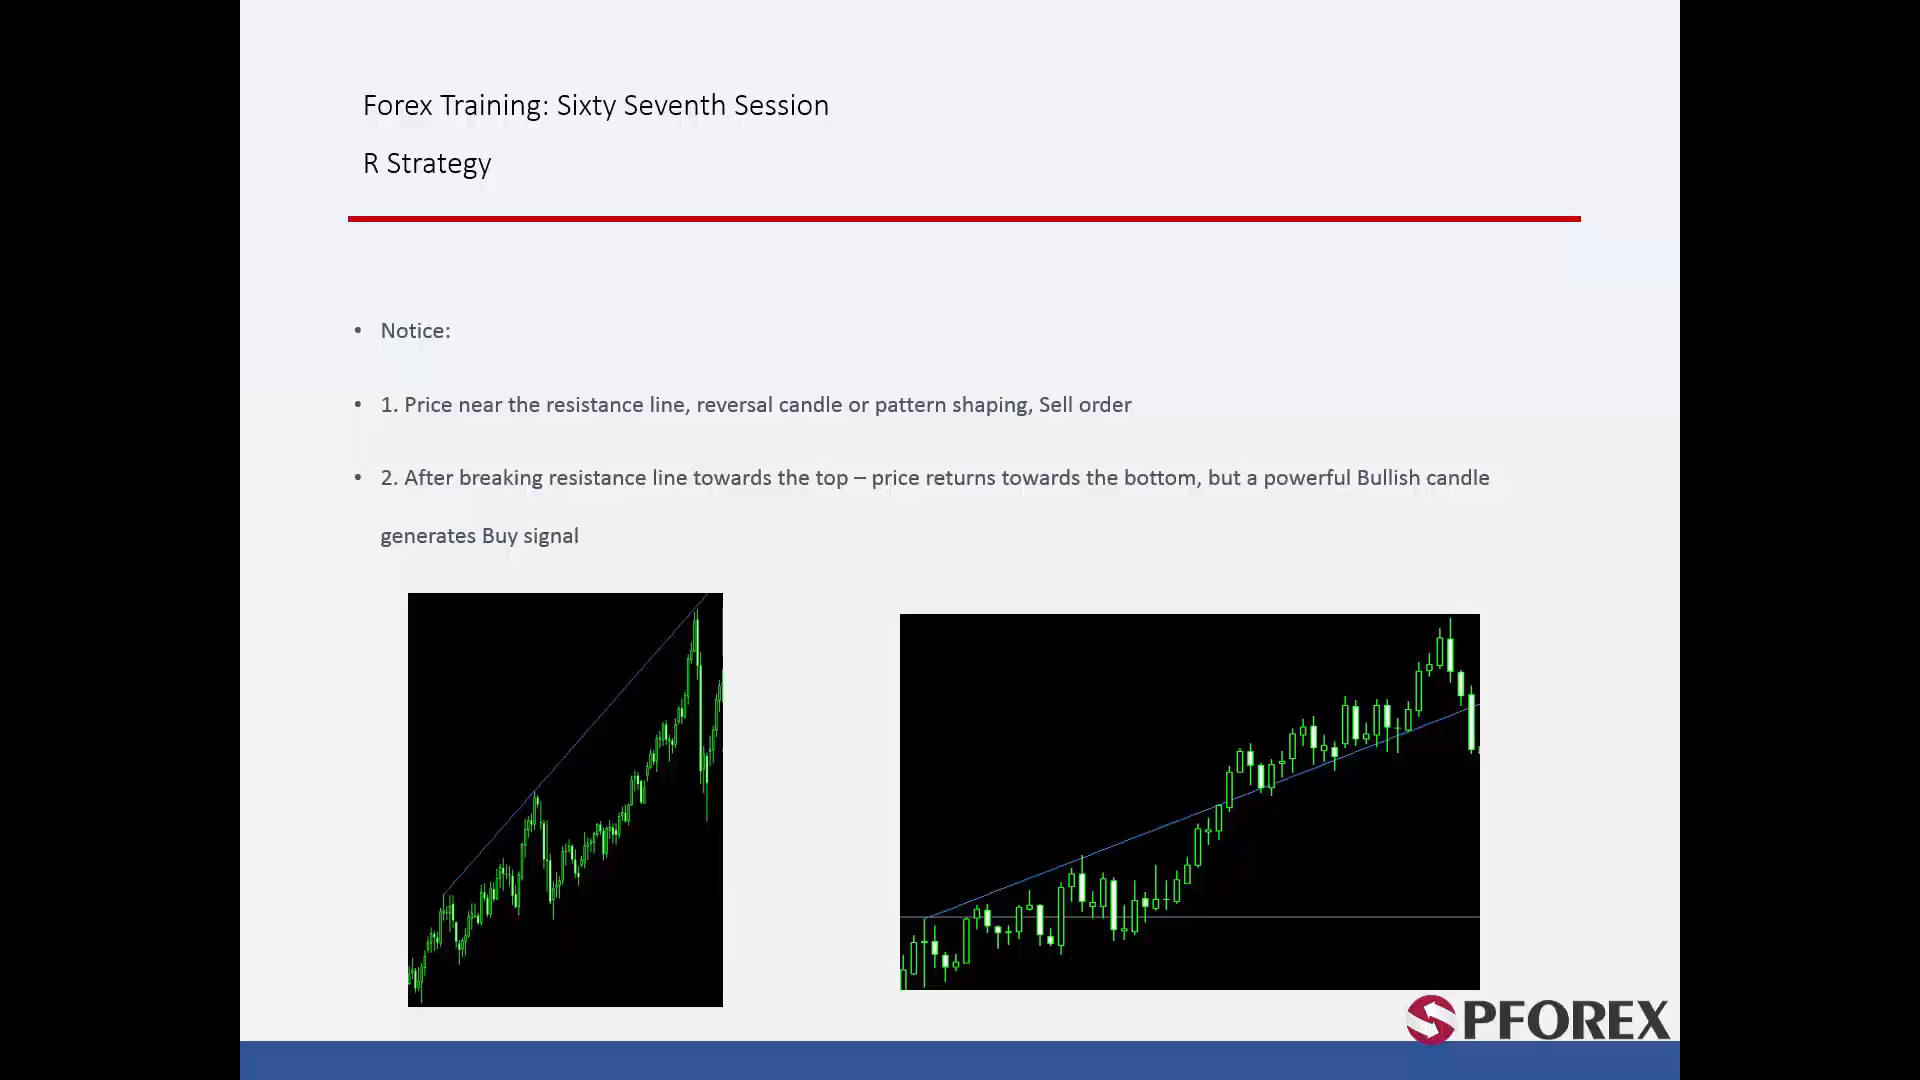 Forex Training: Sixty Seventh Session
R Strategy
• Notice:
• 1. Price near the resistance line, reversal candle or pattern shaping, Sell order
• 2. After breaking resistance line towards the top – price returns towards the bottom, but a powerful Bullish candle
generates Buy signal
PFOREX